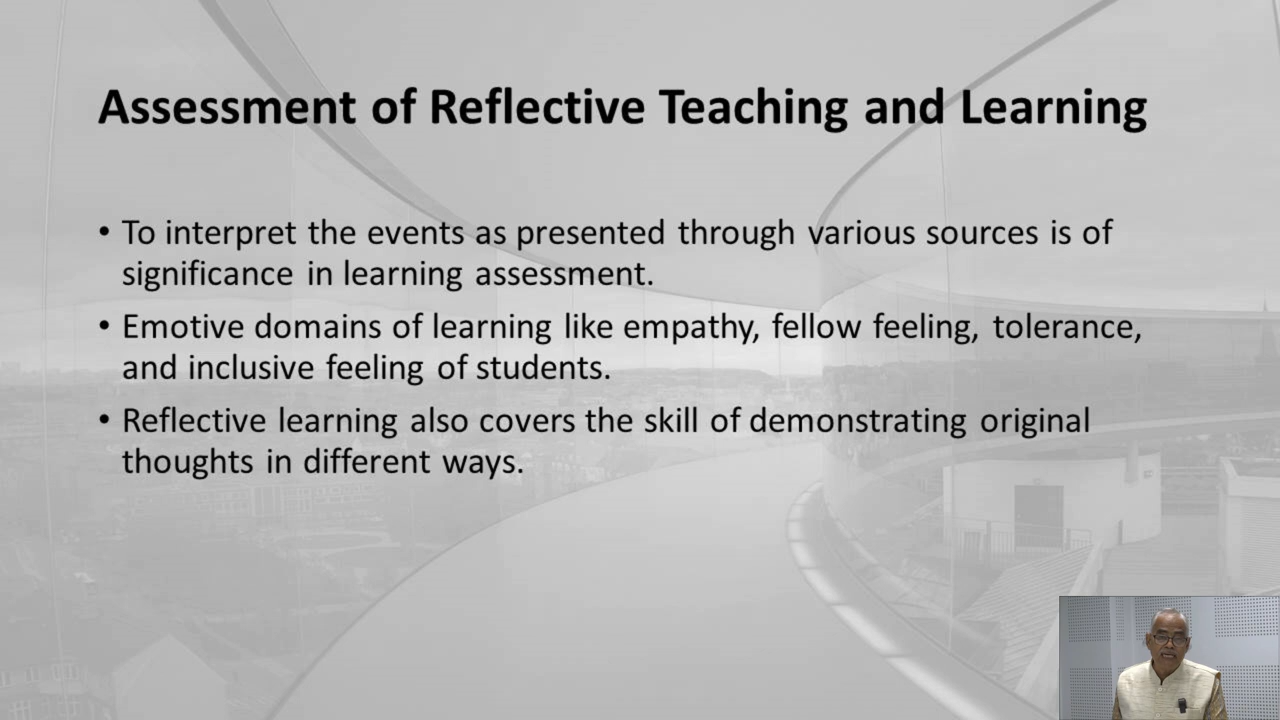 Assessment of Reflective Teaching and Learning
• To interpret the events as presented through various sources is of
significance in learning assessment.
• Emotive domains of learning like empathy, fellow feeling, tolerance,
and inclusive feeling of students.
• Reflective learning also covers the skill of demonstrating original
thoughts in different ways.